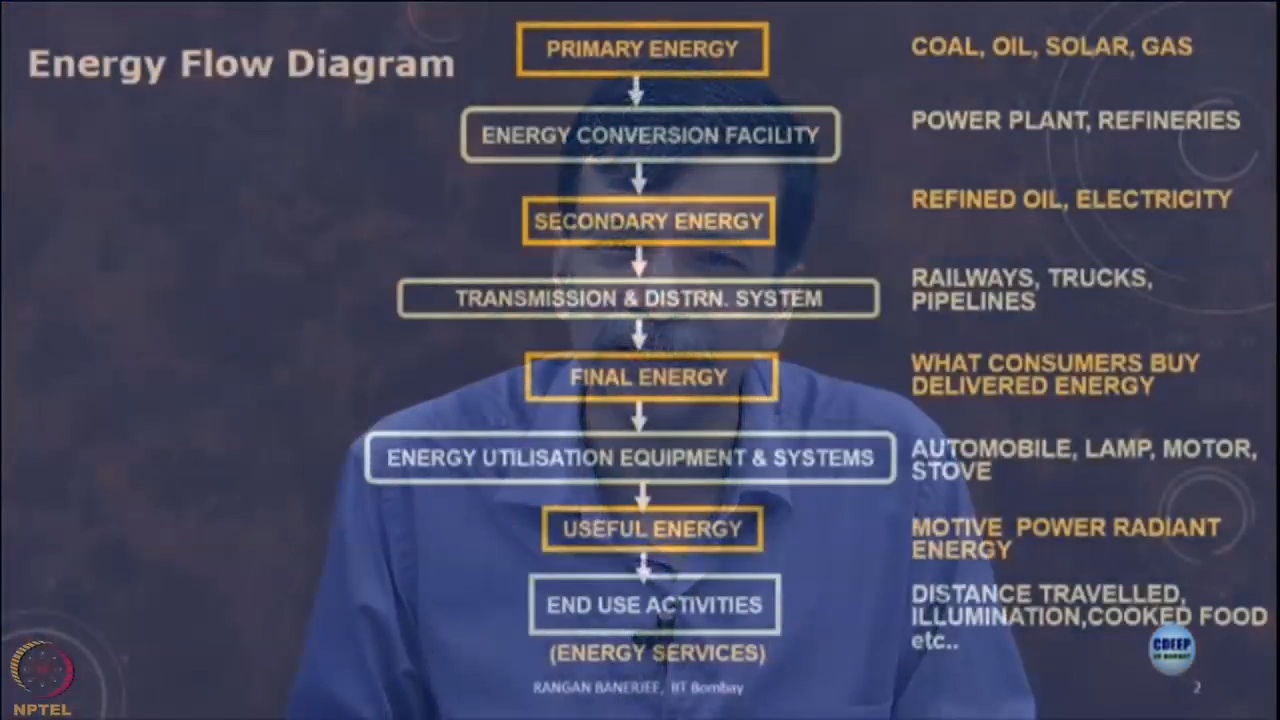 Energy Flow Diagram
PRIMARY ENERGY
COAL, OIL, SOLAR, GAS
ENERGY CONVERSION FACILITY
POWER PLANT, REFINERIES
SECONDARY ENERGY
REFINED OIL, ELECTRICITY
TRANSMISSION & DISTRN. SYSTEM
RAILWAYS, TRUCKS,
PIPELINES
FINAL ENERGY
WHAT CONSUMERS BUY
DELIVERED ENERGY
ENERGY UTILISATION EQUIPMENT & SYSTEMS
AUTOMOBILE, LAMP, MOTOR,
STOVE
USEFUL ENERGY
MOTIVE POWER RADIANT
ENERGY
END USE ACTIVITIES
(ENERGY SERVICES)
DISTANCE TRAVELLED,
ILLUMINATION,COOKED FOOD
etc..
CDEEP
IIT BOMBAY
RANGAN BANERJEE, IIT Bombay
2
NPTEL